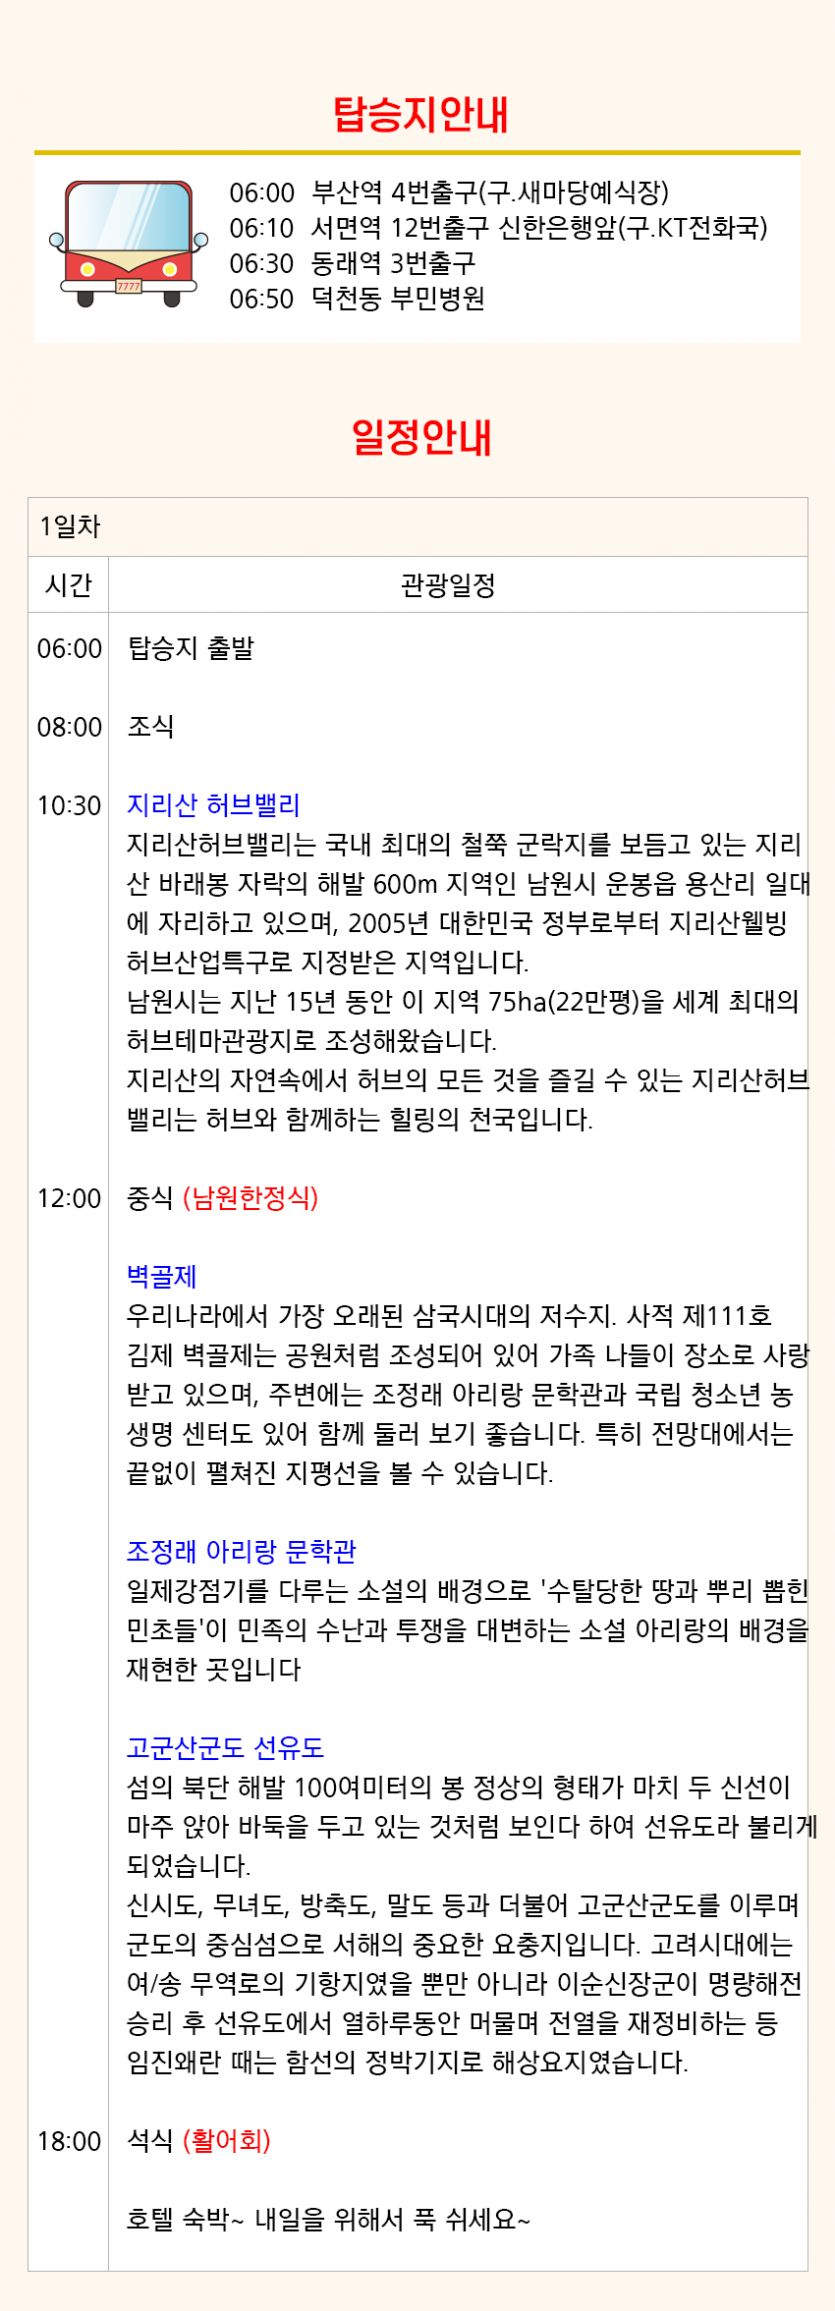 탑승지안내
06:00 부산역 4번출구(구.새마당예식장)
06:10 서면역 12번출구 신한은행앞(구.KT전화국)
06:30 동래역 3번출구
06:50 덕천동 부민병원
7777
일정안내
1일차
시간 관광일정
06:00 탑승지 출발
08:00 조식
10:30 지리산 허브밸리
지리산허브밸리는 국내 최대의 철쭉 군락지를 보듬고 있는 지리
산 바래봉 자락의 해발 600m 지역인 남원시 운봉읍 용산리 일대
에 자리하고 있으며, 2005년 대한민국 정부로부터 지리산웰빙
허브산업특구로 지정받은 지역입니다.
남원시는 지난 15년 동안 이 지역 75ha(22만평)을 세계 최대의
허브테마관광지로 조성해왔습니다.
지리산의 자연속에서 허브의 모든 것을 즐길 수 있는 지리산허브
밸리는 허브와 함께하는 힐링의 천국입니다.
12:00 중식 (남원한정식)
벽골제
우리나라에서 가장 오래된 삼국시대의 저수지. 사적 제111호
김제 벽골제는 공원처럼 조성되어 있어 가족 나들이 장소로 사랑
받고 있으며, 주변에는 조정래 아리랑 문학관과 국립 청소년 농
생명 센터도 있어 함께 둘러 보기 좋습니다. 특히 전망대에서는
끝없이 펼쳐진 지평선을 볼 수 있습니다.
조정래 아리랑 문학관
일제강점기를 다루는 소설의 배경으로 '수탈당한 땅과 뿌리 뽑힌
민초들'이 민족의 수난과 투쟁을 대변하는 소설 아리랑의 배경을
재현한 곳입니다
고군산군도 선유도
섬의 북단 해발 100여미터의 봉 정상의 형태가 마치 두 신선이
마주 앉아 바둑을 두고 있는 것처럼 보인다 하여 선유도라 불리게
되었습니다.
신시도, 무녀도, 방축도, 말도 등과 더불어 고군산군도를 이루며
군도의 중심섬으로 서해의 중요한 요충지입니다. 고려시대에는
여/송 무역로의 기항지였을 뿐만 아니라 이순신장군이 명량해전
승리 후 선유도에서 열하루동안 머물며 전열을 재정비하는 등
임진왜란 때는 함선의 정박기지로 해상요지였습니다.
18:00 석식 (활어회)
호텔 숙박~ 내일을 위해서 푹 쉬세요~